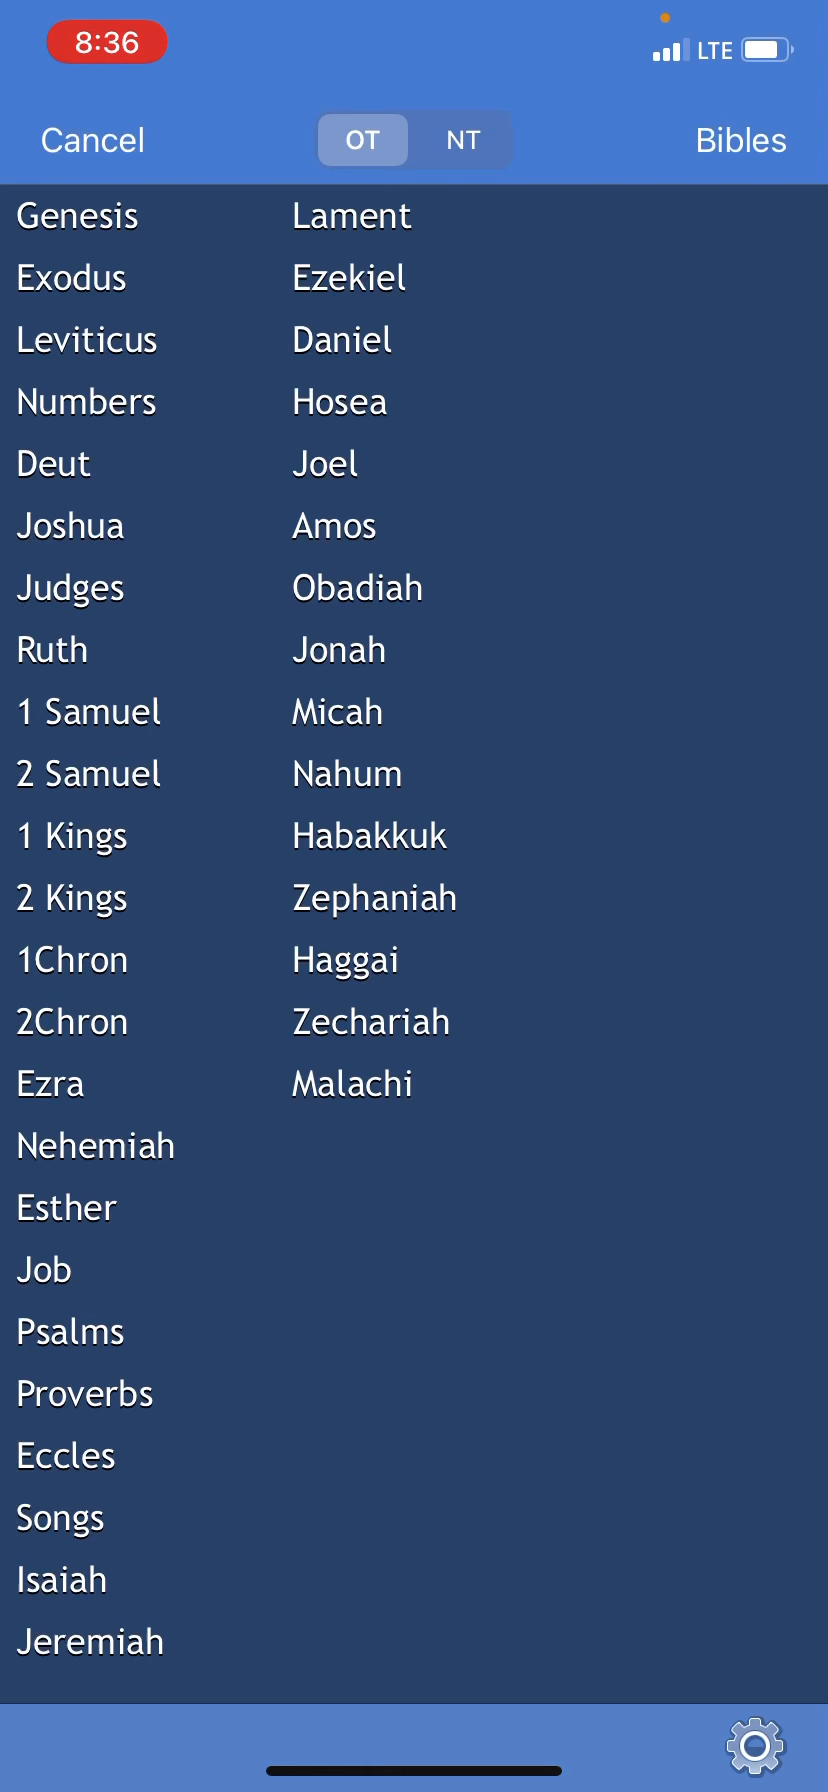 8:36
LTE
Cancel
OT
NT
Bibles
Genesis
Exodus
Leviticus
Numbers
Deut
Joshua
Judges
Ruth
1 Samuel
2 Samuel
1 Kings
2 Kings
1Chron
2Chron
Ezra
Nehemiah
Esther
Job
Psalms
Proverbs
Eccles
Songs
Isaiah
Jeremiah
Lament
Ezekiel
Daniel
Hosea
Joel
Amos
Obadiah
Jonah
Micah
Nahum
Habakkuk
Zephaniah
Haggai
Zechariah
Malachi